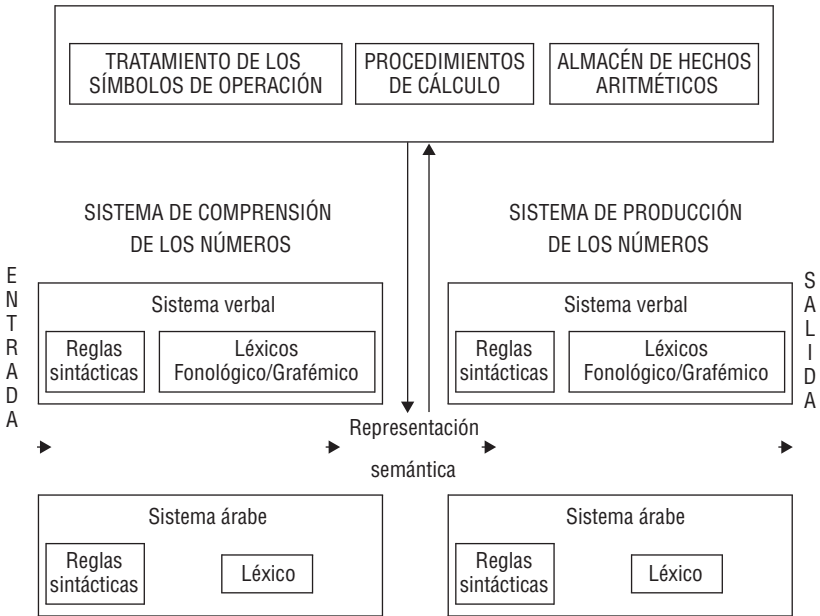 TRATAMIENTO DE LOS
SÍMBOLOS DE OPERACIÓN
PROCEDIMIENTOS
DE CÁLCULO
ALMACÉN DE HECHOS
ARITMÉTICOS
SISTEMA DE COMPRENSIÓN
DE LOS NÚMEROS
SISTEMA DE PRODUCCIÓN
DE LOS NÚMEROS
ENTRADA
Sistema verbal
Reglas
sintácticas
Léxicos
Fonológico/Grafémico
Sistema verbal
Reglas
sintácticas
Léxicos
Fonológico/Grafémico
SALIDA
Representación
semántica
Sistema árabe
Reglas
sintácticas
Léxico
Sistema árabe
Reglas
sintácticas
Léxico